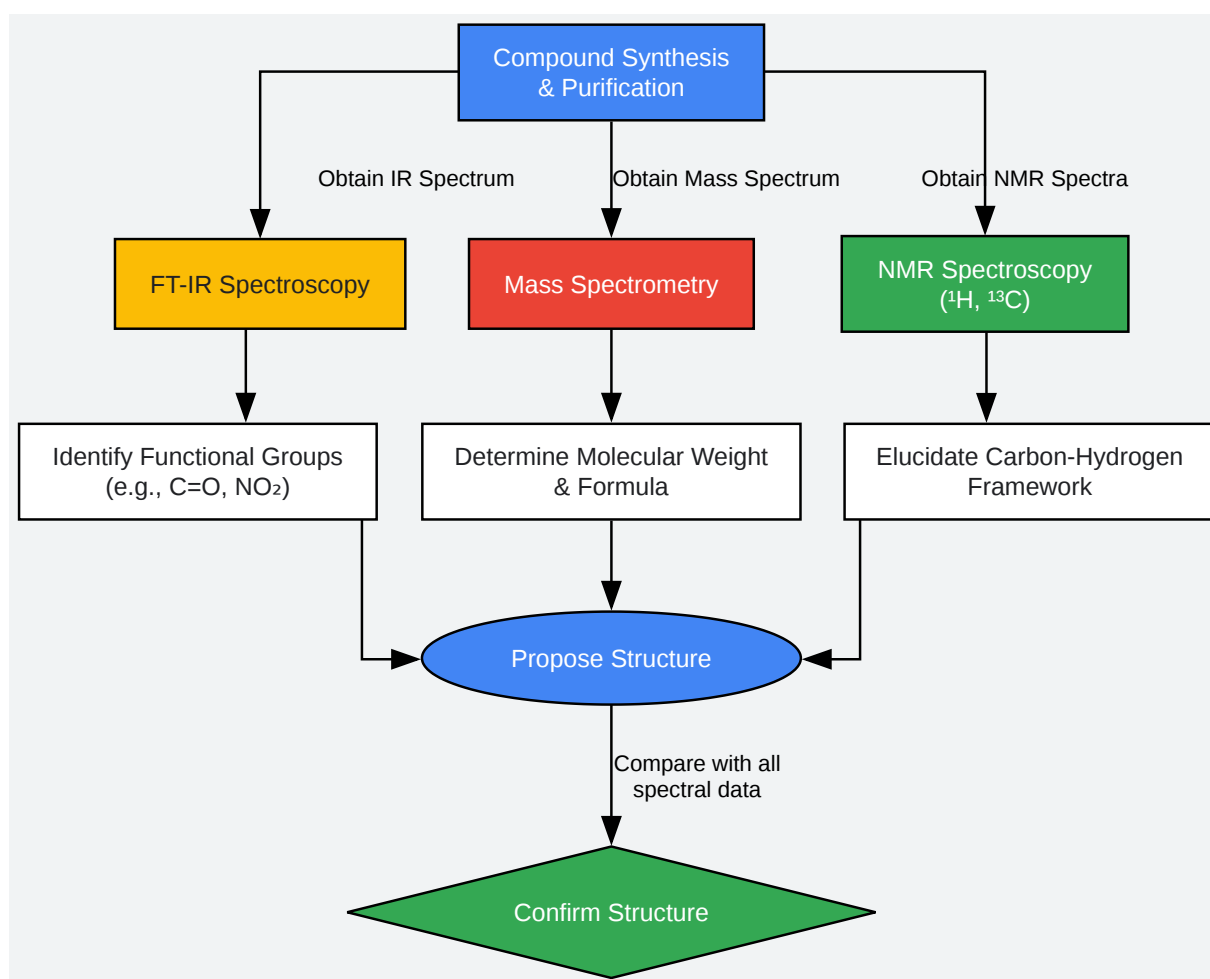 Compound Synthesis
& Purification
Obtain IR Spectrum
Obtain Mass Spectrum
Obtain NMR Spectra
FT-IR Spectroscopy
Mass Spectrometry
NMR Spectroscopy
(¹H, ¹³C)
Identify Functional Groups
(e.g., C=O, NO₂)
Determine Molecular Weight
& Formula
Elucidate Carbon-Hydrogen
Framework
Propose Structure
Compare with all
spectral data
Confirm Structure